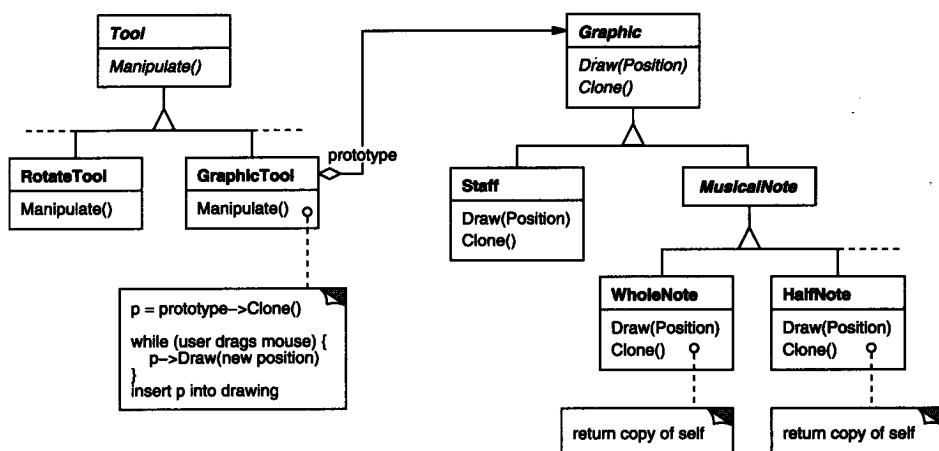 Tool
Manipulate()
Graphic
Draw(Position)
Clone()
prototype
RotateTool
Manipulate()
GraphicTool
Manipulate()
Staff
Draw(Position)
Clone()
MusicalNote
p = prototype->Clone()
while (user drags mouse) {
p->Draw(new position)
}
insert p into drawing
WholeNote
Draw(Position)
Clone()
HalfNote
Draw(Position)
Clone()
return copy of self
return copy of self